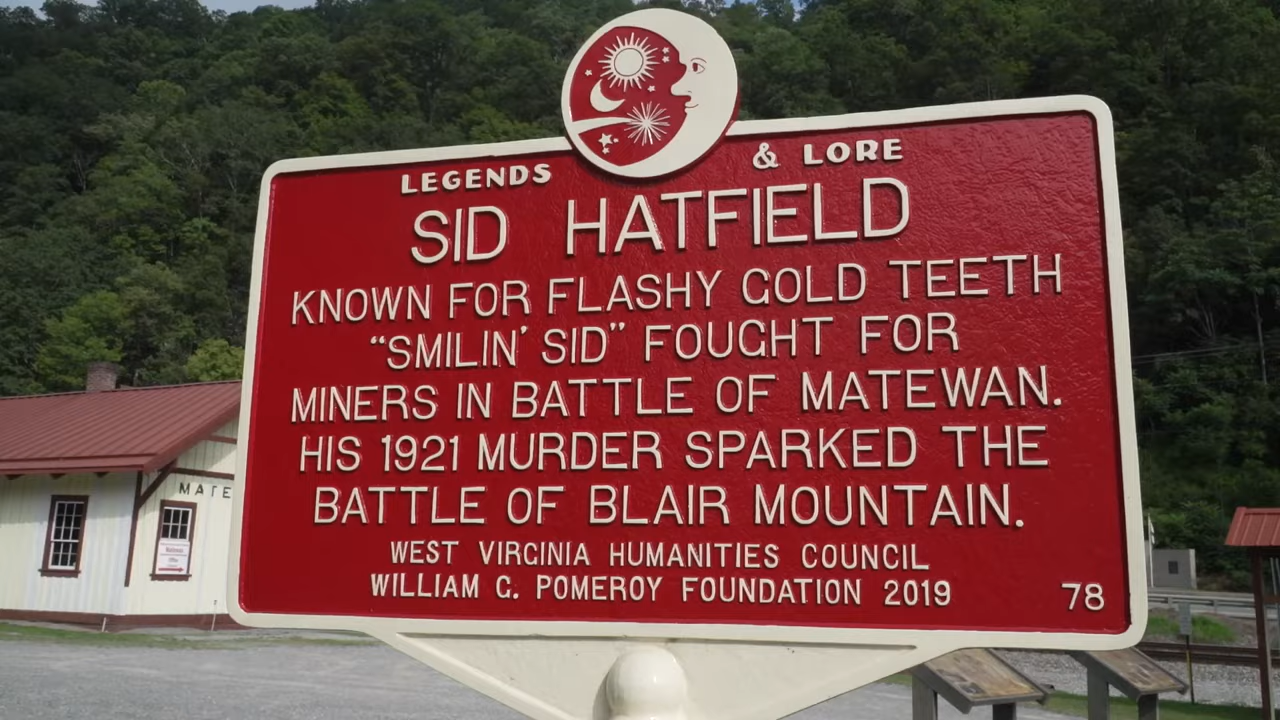 LEGENDS & LORE
SID HATFIELD
KNOWN FOR FLASHY GOLD TEETH
"SMILIN' SID" FOUGHT FOR
MINERS IN BATTLE OF MATEWAN.
HIS 1921 MURDER SPARKED THE
BATTLE OF BLAIR MOUNTAIN.
WEST VIRGINIA HUMANITIES COUNCIL
WILLIAM G. POMEROY FOUNDATION 2019
78
MATE